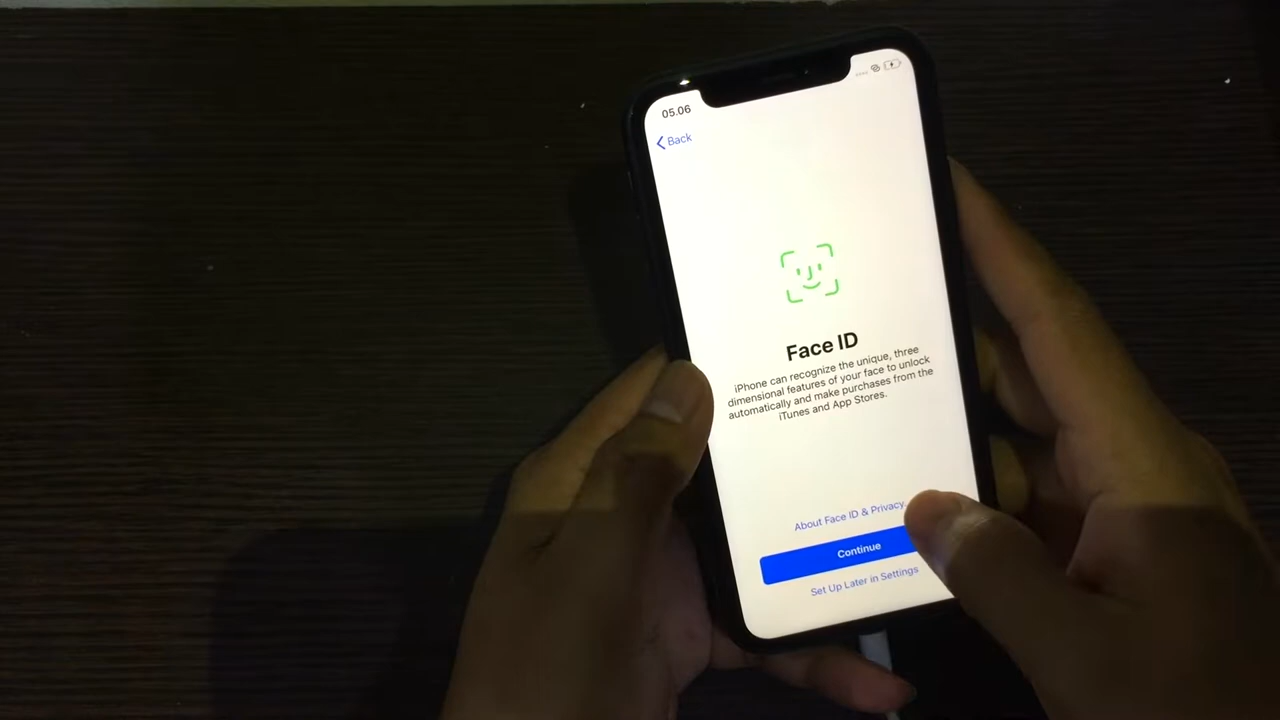 05.06
Back
Face ID
iPhone can recognize the unique, three
dimensional features of your face to unlock
automatically and make purchases from the
iTunes and App Stores.
About Face ID & Privacy
Continue
Set Up Later in Settings